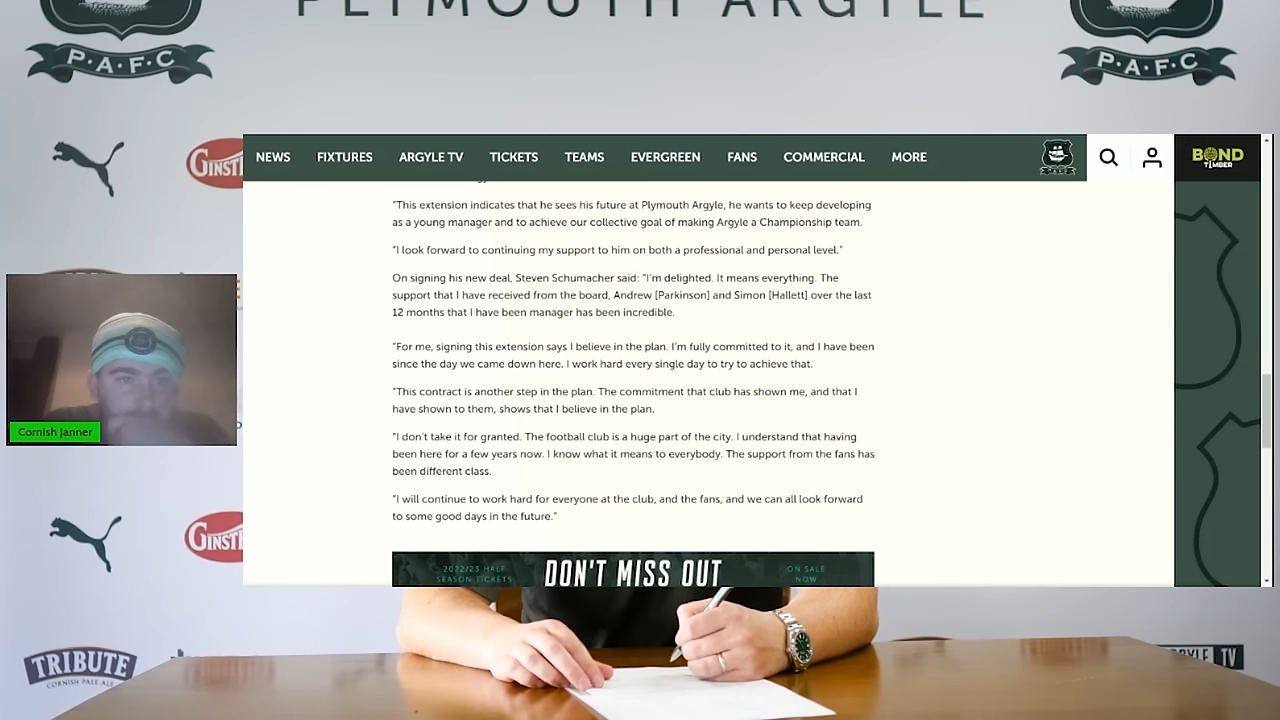 PLYMOUTH ARGYLE
P·A·F·C
P·A·F·C
GINST
NEWS
FIXTURES
ARGYLE TV
TICKETS
TEAMS
EVERGREEN
FANS
COMMERCIAL
MORE
BOND
TIMBER
"This extension indicates that he sees his future at Plymouth Argyle, he wants to keep developing
as a young manager and to achieve our collective goal of making Argyle a Championship team.
"I look forward to continuing my support to him on both a professional and personal level."
On signing his new deal, Steven Schumacher said: "I'm delighted. It means everything. The
support that I have received from the board, Andrew [Parkinson] and Simon [Hallett] over the last
12 months that I have been manager has been incredible.
"For me, signing this extension says I believe in the plan. I'm fully committed to it, and I have been
since the day we came down here. I work hard every single day to try to achieve that.
"This contract is another step in the plan. The commitment that club has shown me, and that I
have shown to them, shows that I believe in the plan.
Cornish Janner
"I don't take it for granted. The football club is a huge part of the city. I understand that having
been here for a few years now. I know what it means to everybody. The support from the fans has
been different class.
"I will continue to work hard for everyone at the club, and the fans, and we can all look forward
to some good days in the future."
GINST
2022/23 HALF
SEASON TICKETS
DON'T MISS OUT
ON SALE
NOW
TRIBUTE
CORNISH PALE ALE
ARGYLE TV